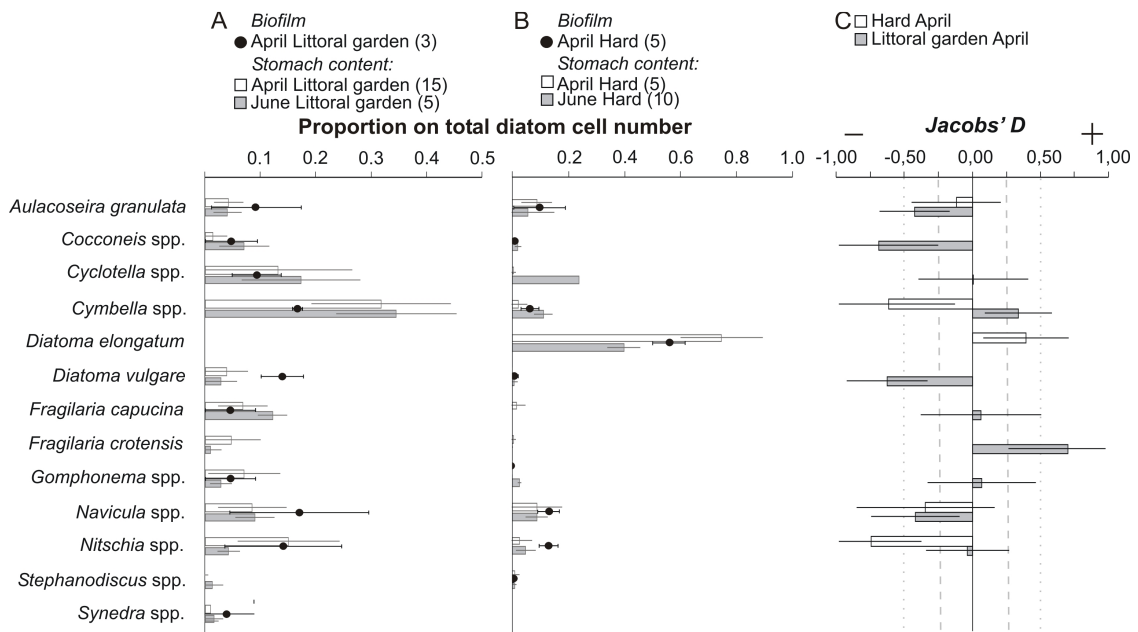 A
Biofilm
April Littoral garden (3)
Stomach content:
April Littoral garden (15)
June Littoral garden (5)
B
Biofilm
April Hard (5)
Stomach content:
April Hard (5)
June Hard (10)
C
Hard April
Littoral garden April
Proportion on total diatom cell number
Jacobs’ D
− +
0.1 0.2 0.3 0.4 0.5
0.2 0.4 0.6 0.8 1.0
-1,00 -0,50 0,00 0,50 1,00
Aulacoseira granulata
Cocconeis spp.
Cyclotella spp.
Cymbella spp.
Diatoma elongatum
Diatoma vulgare
Fragilaria capucina
Fragilaria crotensis
Gomphonema spp.
Navicula spp.
Nitschia spp.
Stephanodiscus spp.
Synedra spp.